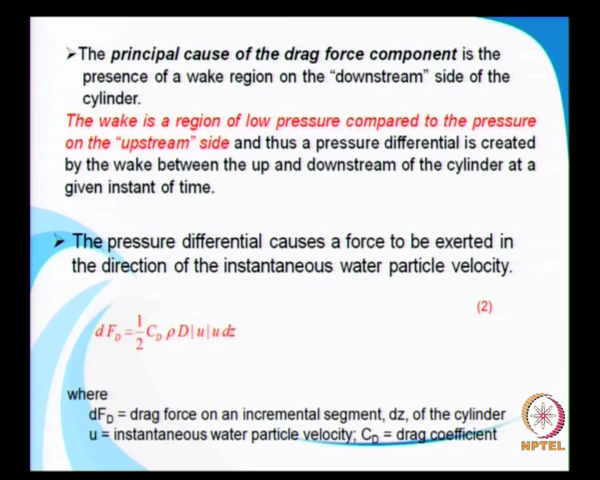 ➤The principal cause of the drag force component is the
presence of a wake region on the “downstream” side of the
cylinder.
The wake is a region of low pressure compared to the pressure
on the “upstream” side and thus a pressure differential is created
by the wake between the up and downstream of the cylinder at a
given instant of time.
➤ The pressure differential causes a force to be exerted in
the direction of the instantaneous water particle velocity.
(2)
d F_D = 1/2 C_D ρ D | u | u dz
where
dF_D = drag force on an incremental segment, dz, of the cylinder
u = instantaneous water particle velocity; C_D = drag coefficient
NPTEL